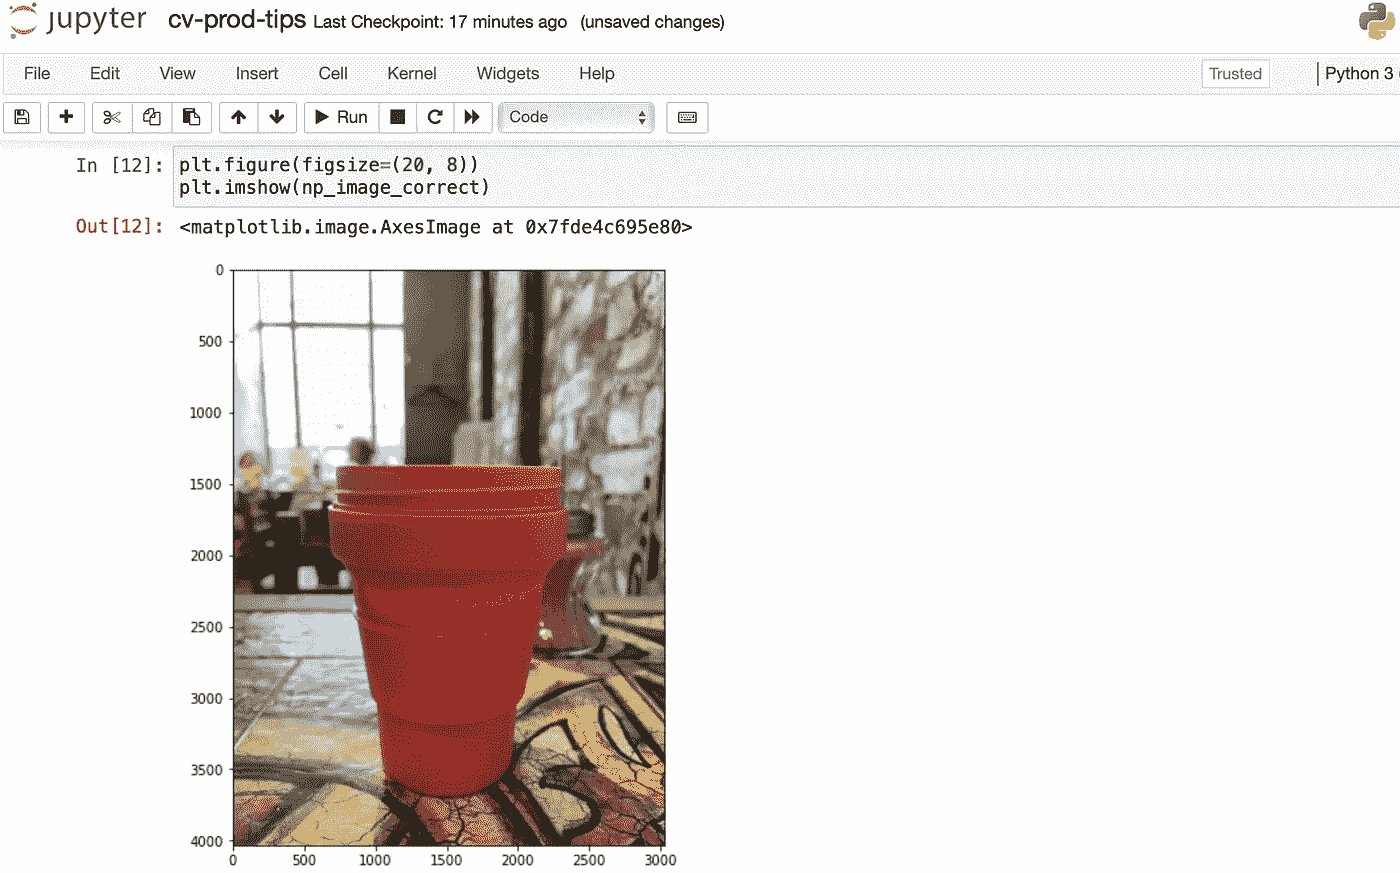 jupyter cv-prod-tips Last Checkpoint: 17 minutes ago (unsaved changes)
File Edit View Insert Cell Kernel Widgets Help Trusted Python 3
Run Code
In [12]: plt.figure(figsize=(20, 8))
plt.imshow(np_image_correct)
Out[12]: <matplotlib.image.AxesImage at 0x7fde4c695e80>
0
500
1000
1500
2000
2500
3000
3500
4000
0 500 1000 1500 2000 2500 3000